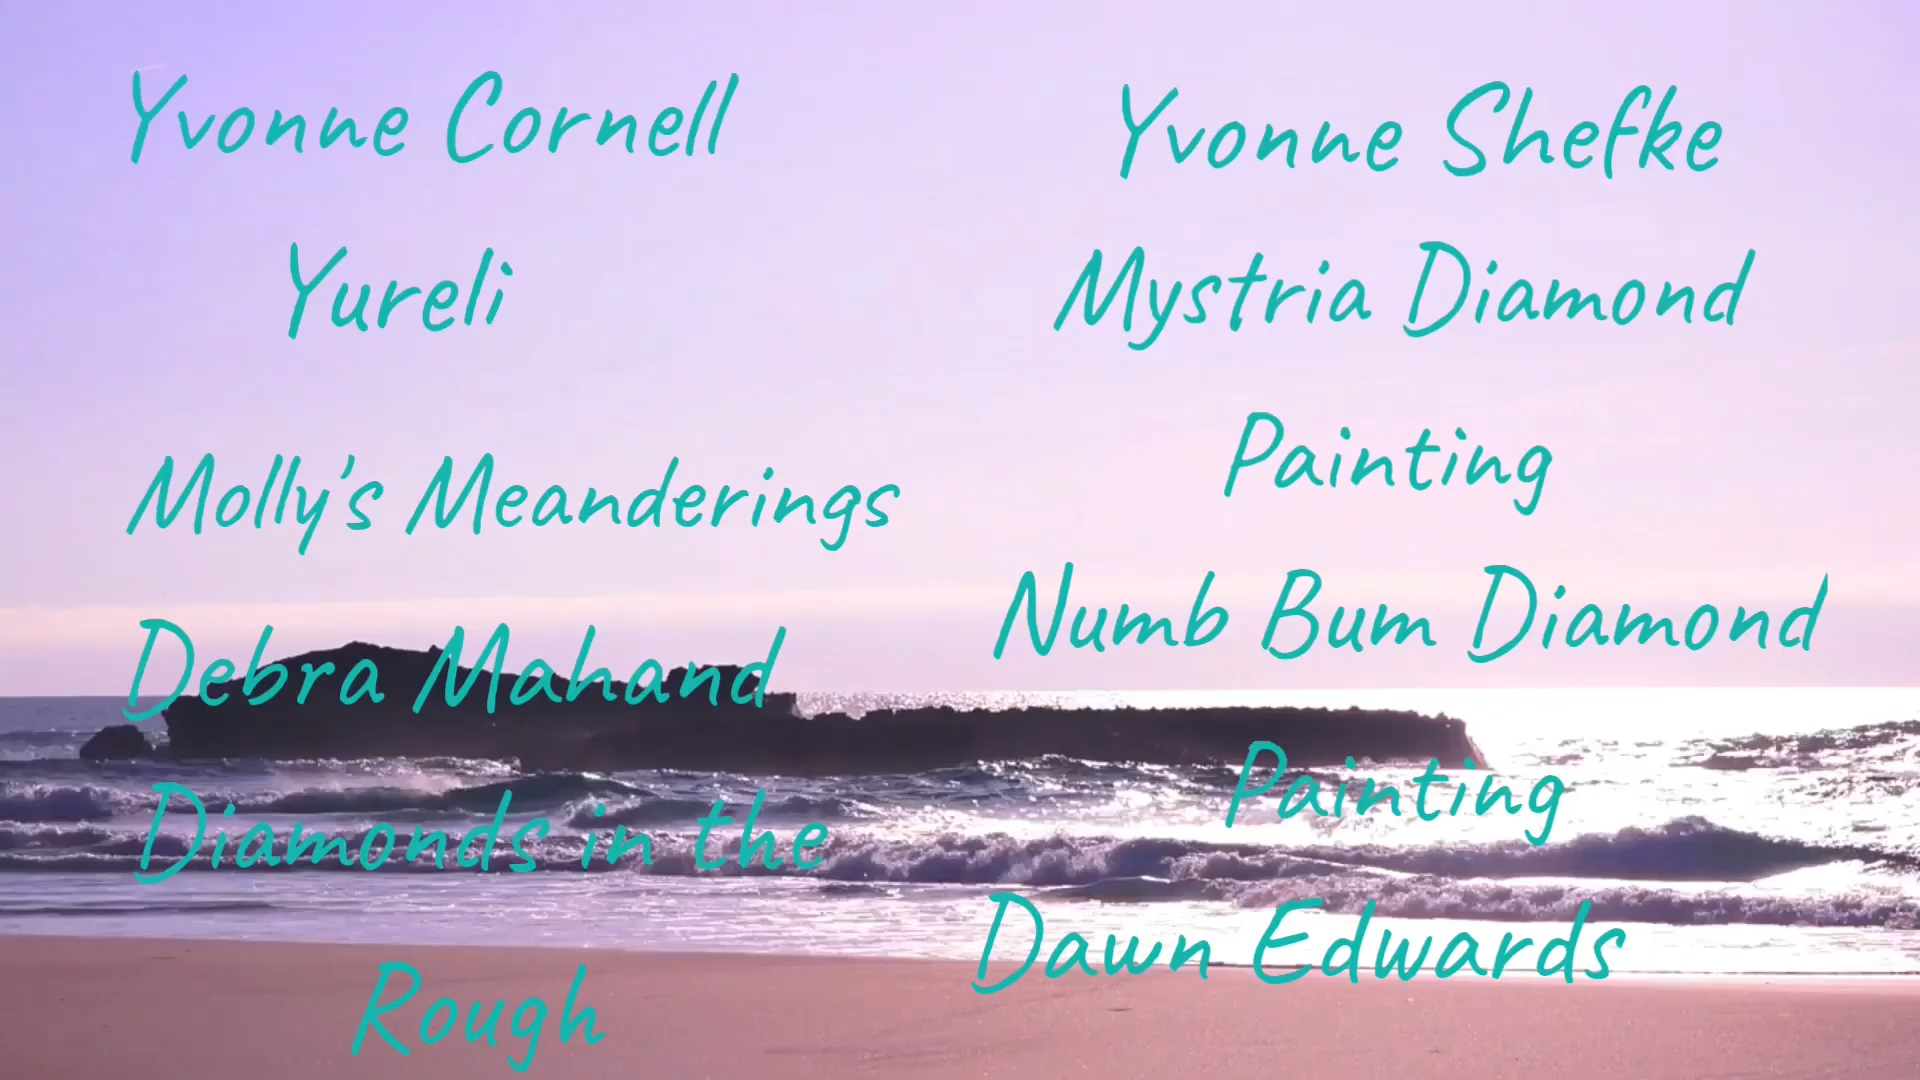 Yvonne Cornell
Yureli
Molly's Meanderings
Debra Mahand
Diamonds in the
Rough
Yvonne Shefke
Mystria Diamond
Painting
Numb Bum Diamond
Painting
Dawn Edwards